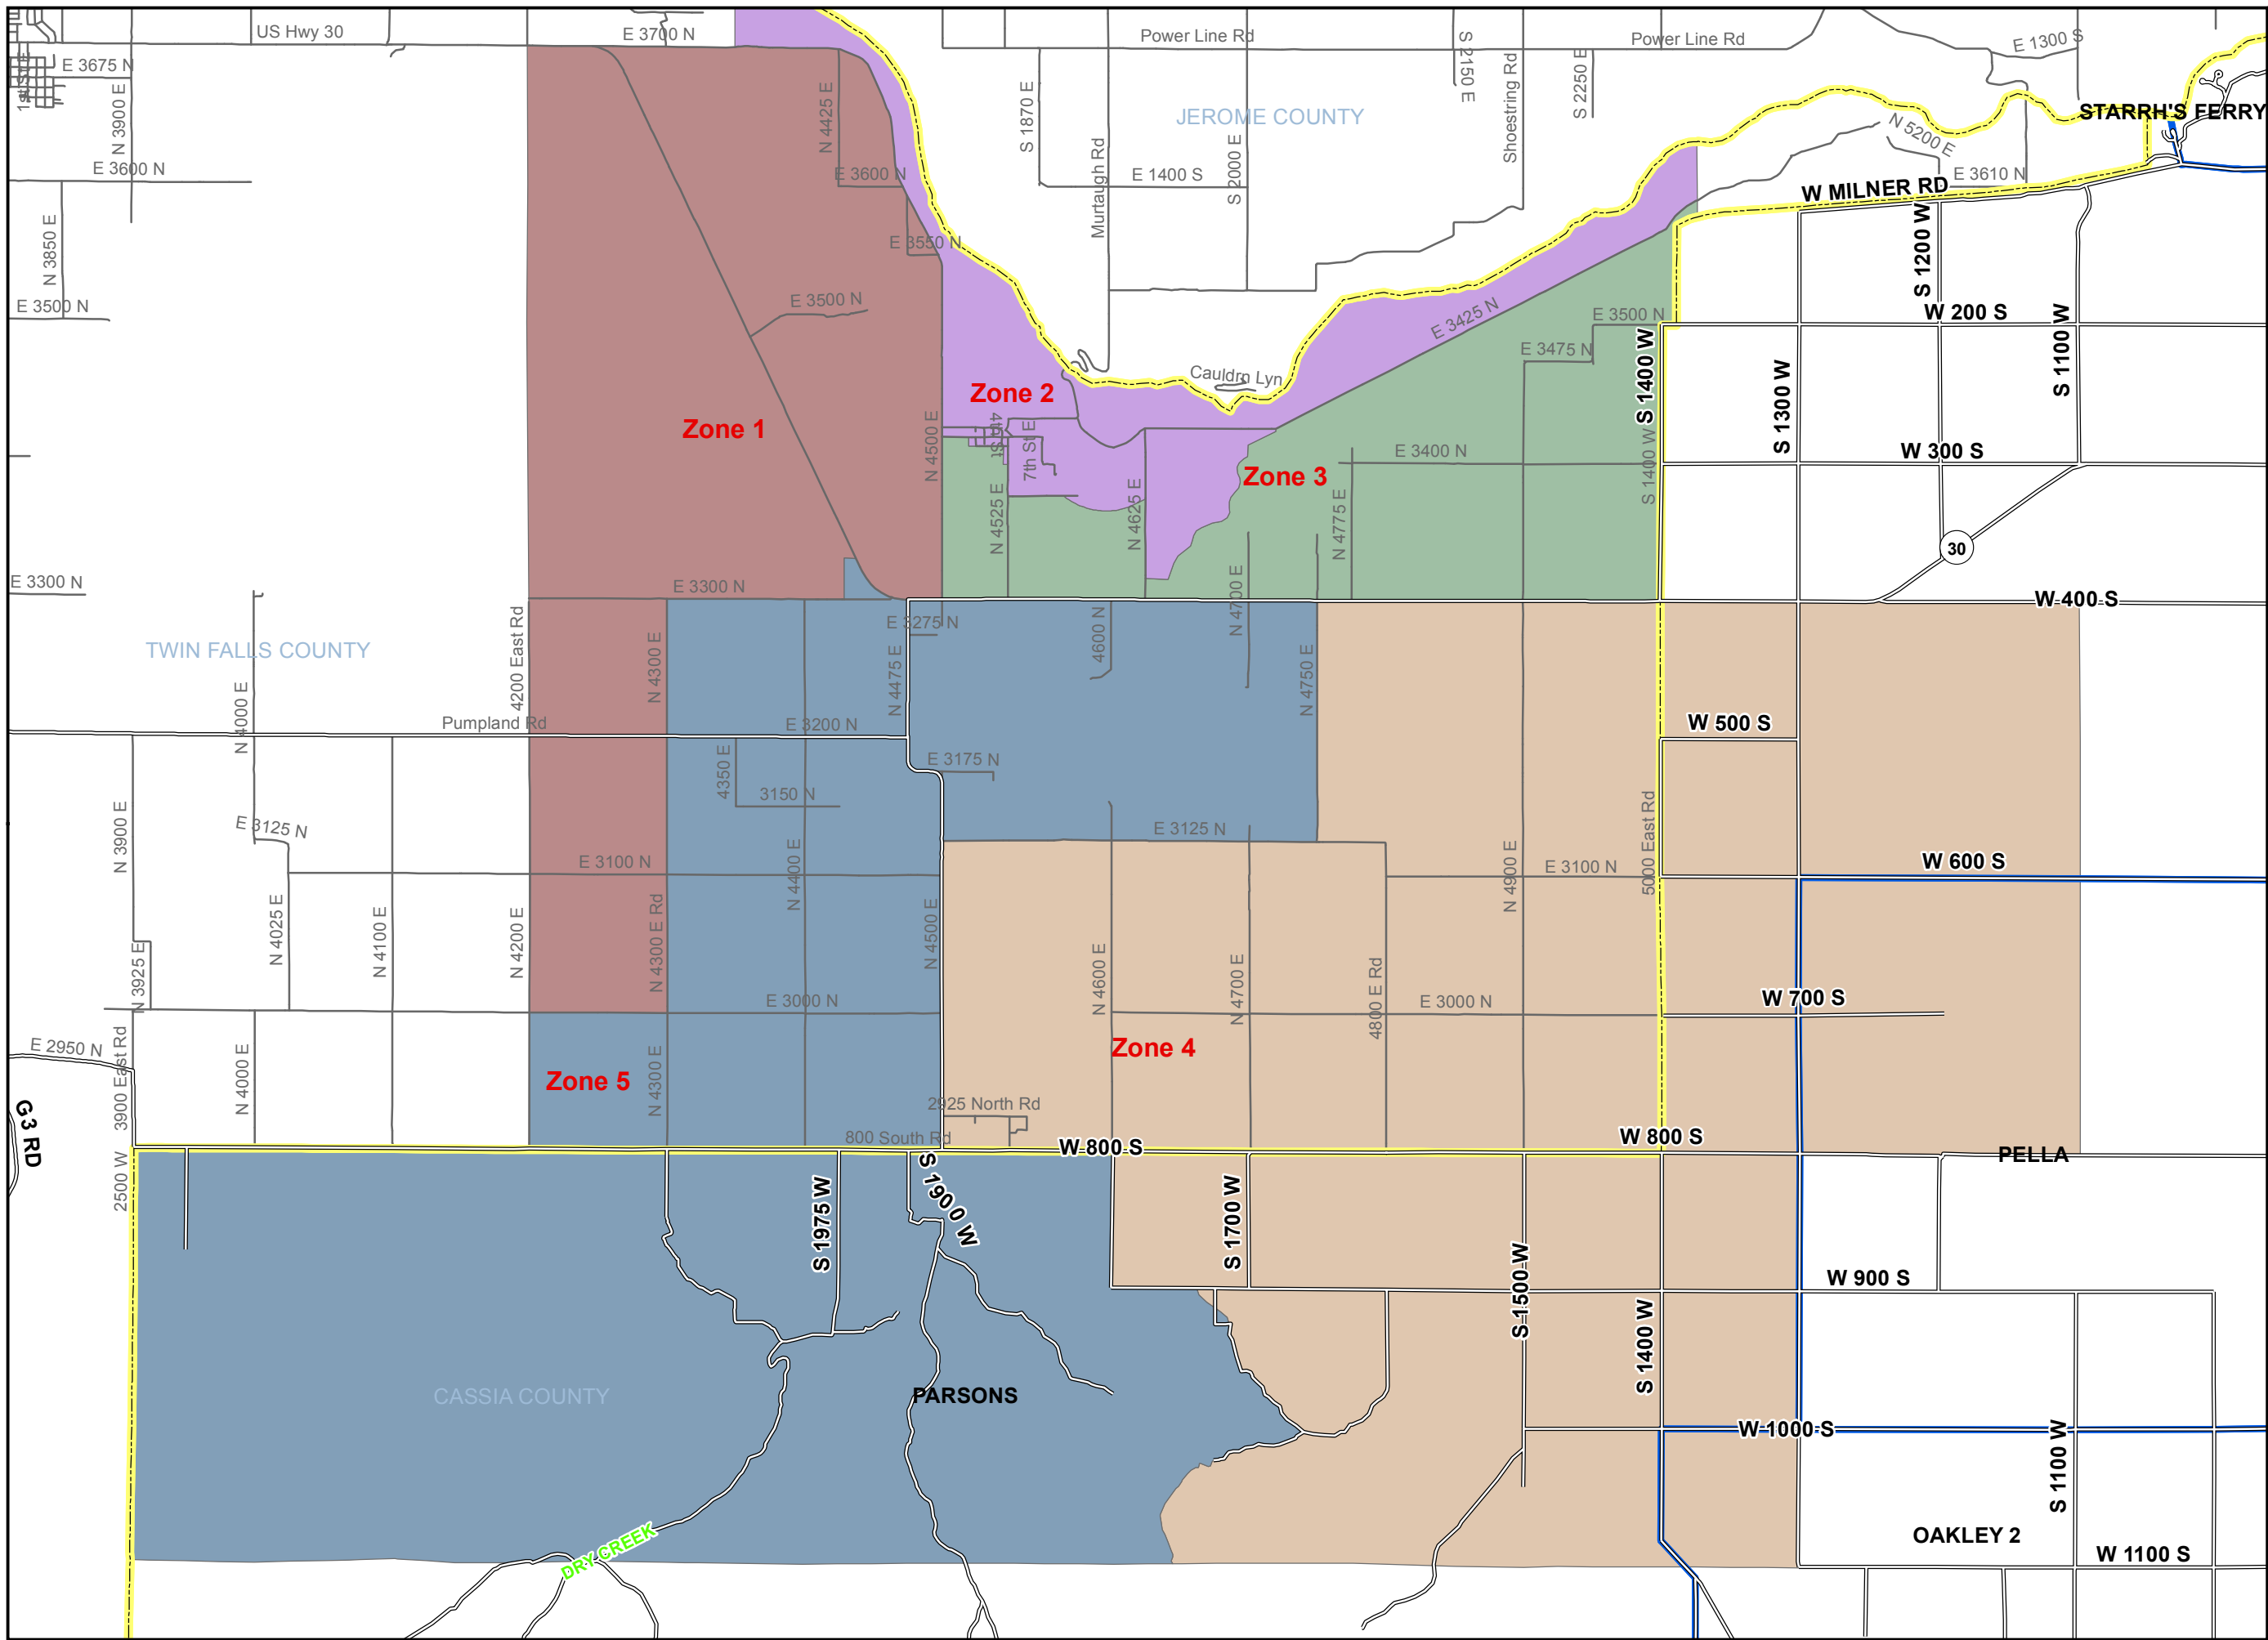 US Hwy 30
E 3700 N
Power Line Rd
Power Line Rd
E 1300 S
1st St E
E 3675 N
N 3900 E
N 4425 E
S 1870 E
S 2150 E
Shoestring Rd
S 2250 E
JEROME COUNTY
STARRH'S FERRY
N 5200 E
E 3600 N
E 3600 N
Murtaugh Rd
E 1400 S
S 2000 E
E 3610 N
W MILNER RD
N 3850 E
E 3550 N
S 1200 W
E 3500 N
E 3500 N
E 3425 N
E 3500 N
W 200 S
E 3475 N
S 1400 W
S 1300 W
S 1100 W
Cauldrn Lyn
Zone 2
Zone 1
N 4500 E
4th St
7th St E
Zone 3
E 3400 N
S 1400 W
W 300 S
N 4525 E
N 4625 E
N 4775 E
30
E 3300 N
E 3300 N
N 4700 E
W 400 S
TWIN FALLS COUNTY
4200 East Rd
N 4300 E
E 3275 N
N 4475 E
4600 N
N 4750 E
N 4000 E
Pumpland Rd
E 3200 N
W 500 S
4350 E
E 3175 N
3150 N
N 3900 E
E 3125 N
E 3125 N
5000 East Rd
E 3100 N
N 4400 E
N 4900 E
E 3100 N
W 600 S
N 4025 E
N 4100 E
N 4200 E
N 4300 E Rd
N 4500 E
N 3925 E
E 3000 N
N 4600 E
N 4700 E
4800 E Rd
E 3000 N
W 700 S
E 2950 N
3900 East Rd
N 4000 E
Zone 5
N 4300 E
Zone 4
2925 North Rd
G3 RD
800 South Rd
W 800 S
W 800 S
PELLA
2500 W
S 1975 W
S 1900 W
S 1700 W
S 1500 W
W 900 S
S 1400 W
CASSIA COUNTY
PARSONS
W 1000 S
S 1100 W
DRY CREEK
OAKLEY 2
W 1100 S